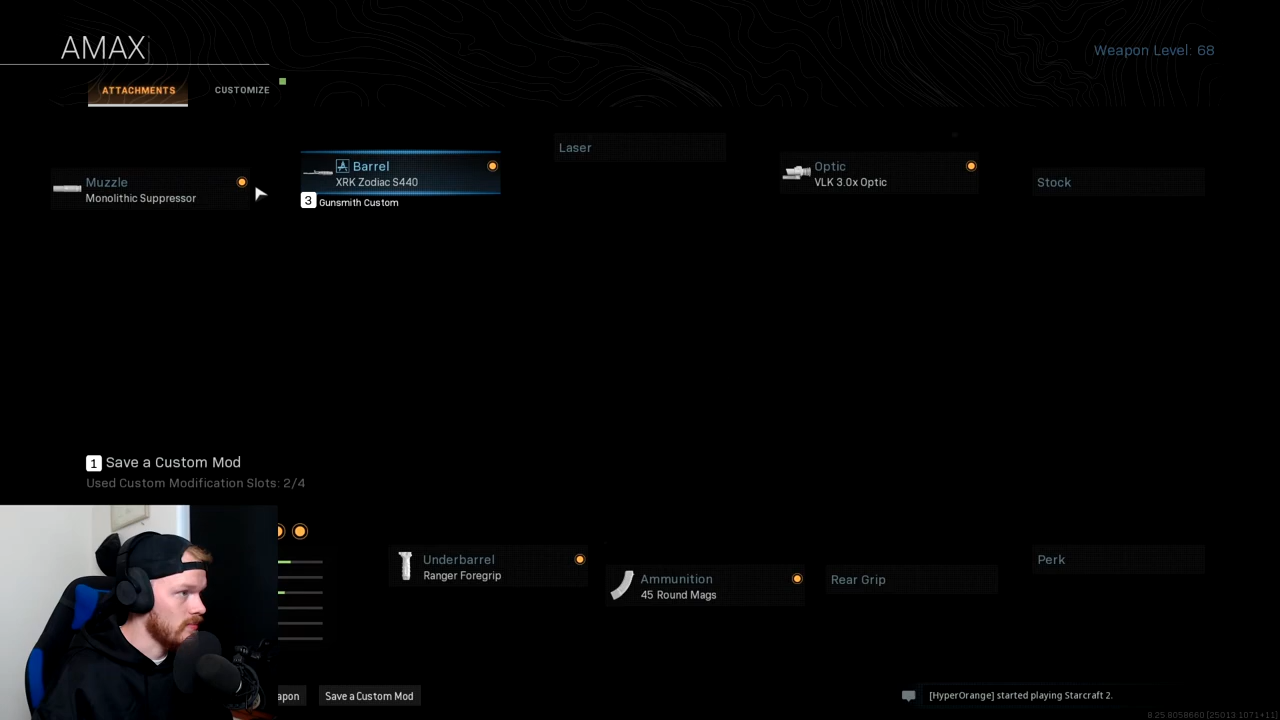 AMAX
Weapon Level: 68
ATTACHMENTS
CUSTOMIZE
Muzzle
Monolithic Suppressor
Barrel
XRK Zodiac S440
3 Gunsmith Custom
Laser
Optic
VLK 3.0x Optic
Stock
1 Save a Custom Mod
Used Custom Modification Slots: 2/4
Underbarrel
Ranger Foregrip
Ammunition
45 Round Mags
Rear Grip
Perk
apon
Save a Custom Mod
[HyperOrange] started playing Starcraft 2.